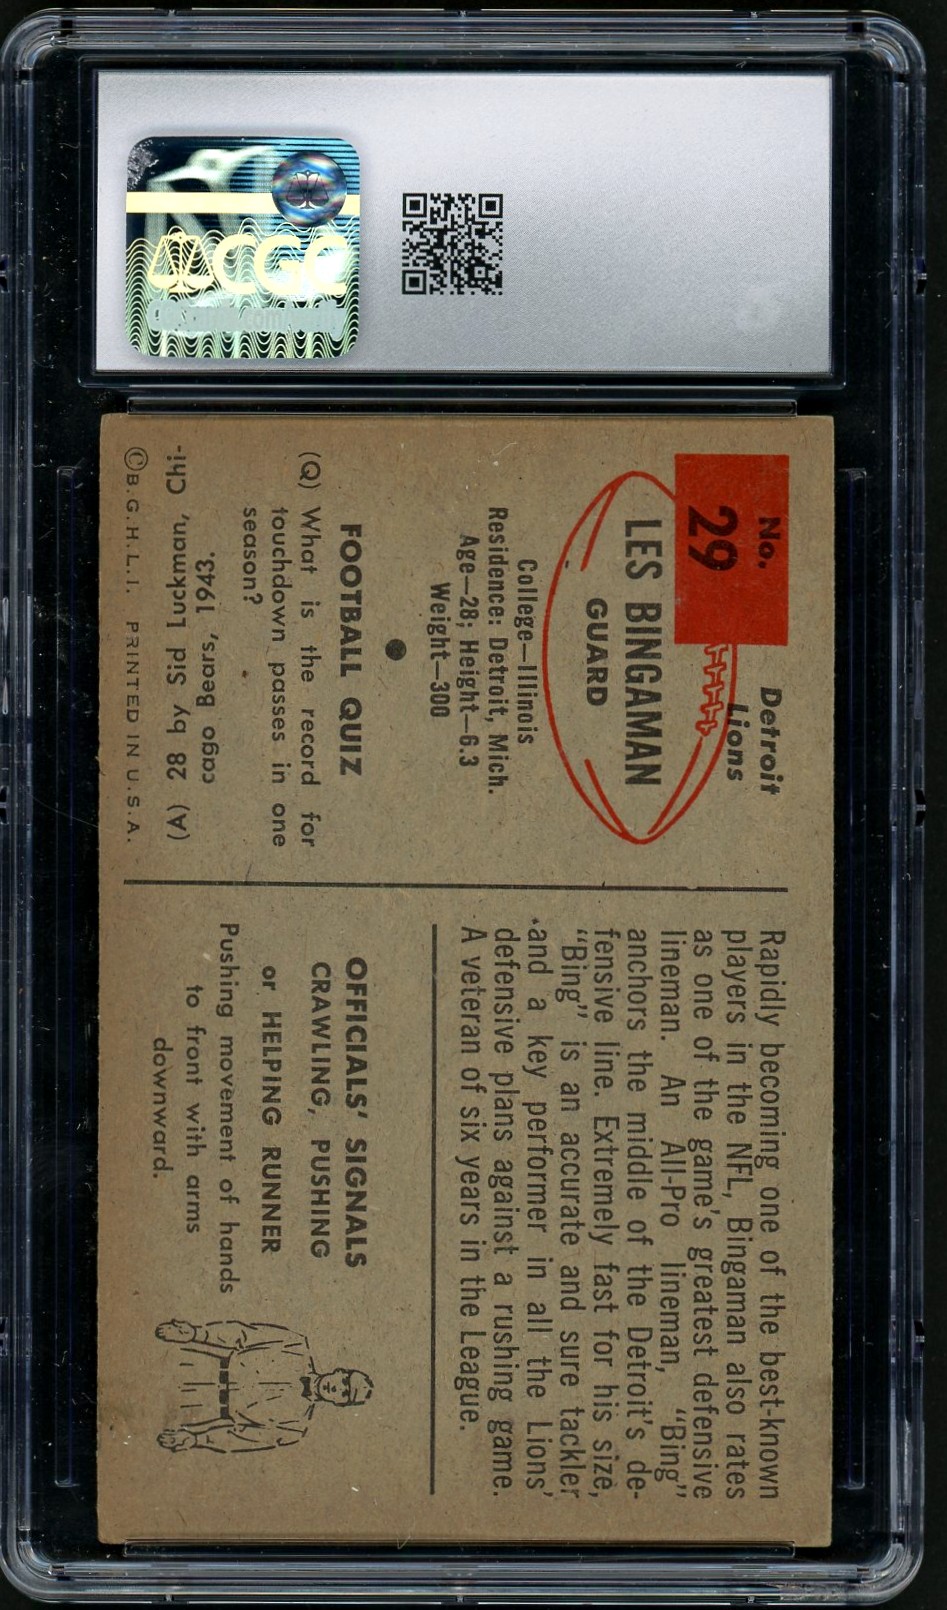 CGC
No.
29
Detroit
Lions
LES BINGAMAN
GUARD
College—Illinois
Residence: Detroit, Mich.
Age—28; Height—6.3
Weight—300
FOOTBALL QUIZ
(Q) What is the record for
touchdown passes in one
season?
(A) 28 by Sid Luckman, Chi-
cago Bears, 1943.
©B.G.H.L.I. PRINTED IN U.S.A.
Rapidly becoming one of the best-known
players in the NFL, Bingaman also rates
as one of the game's greatest defensive
lineman. An All-Pro lineman, “Bing”
anchors the middle of the Detroit's de-
fensive line. Extremely fast for his size,
“Bing” is an accurate and sure tackler
and a key performer in all the Lions'
defensive plans against a rushing game.
A veteran of six years in the League.
OFFICIALS' SIGNALS
CRAWLING, PUSHING
or HELPING RUNNER
Pushing movement of hands
to front with arms
downward.